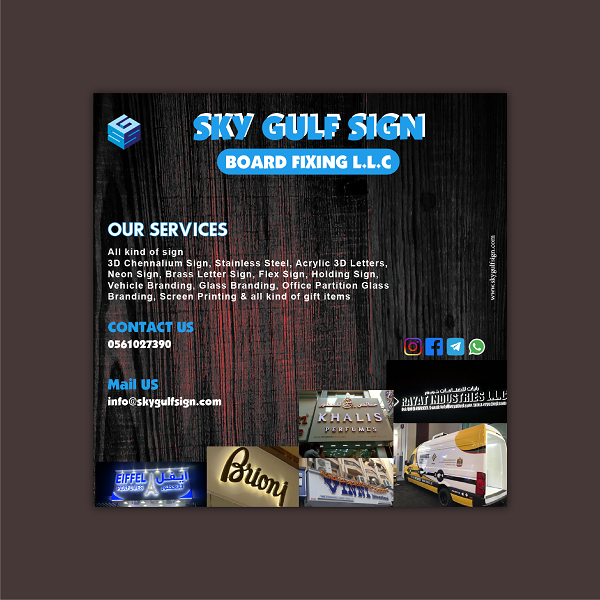 SKY GULF SIGN
BOARD FIXING L.L.C
OUR SERVICES
All kind of sign
3D Chennalium Sign, Stainless Steel, Acrylic 3D Letters,
Neon Sign, Brass Letter Sign, Flex Sign, Holding Sign,
Vehicle Branding, Glass Branding, Office Partition Glass
Branding, Screen Printing & all kind of gift items
www.skygulfsign.com
CONTACT US
0561027390
Mail US
info@skygulfsign.com
RAYAT INDUSTRIES L.L.C
KHALIS
PERFUMES
Brioni
EIFFEL
إيفل
PERFUMES